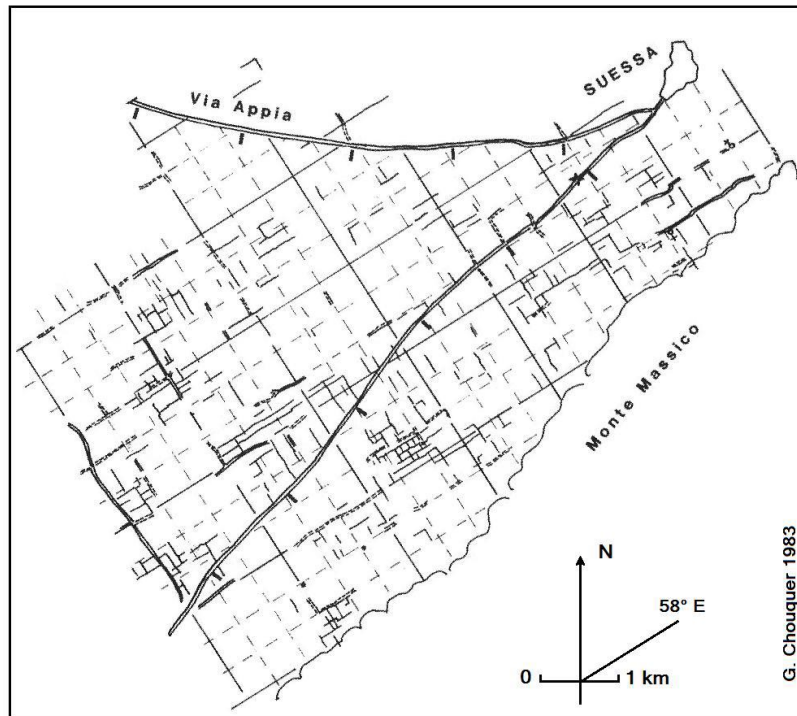 Via Appia
SUESSA
Monte Massico
N
58° E
0 1 km
G. Chouquer 1983